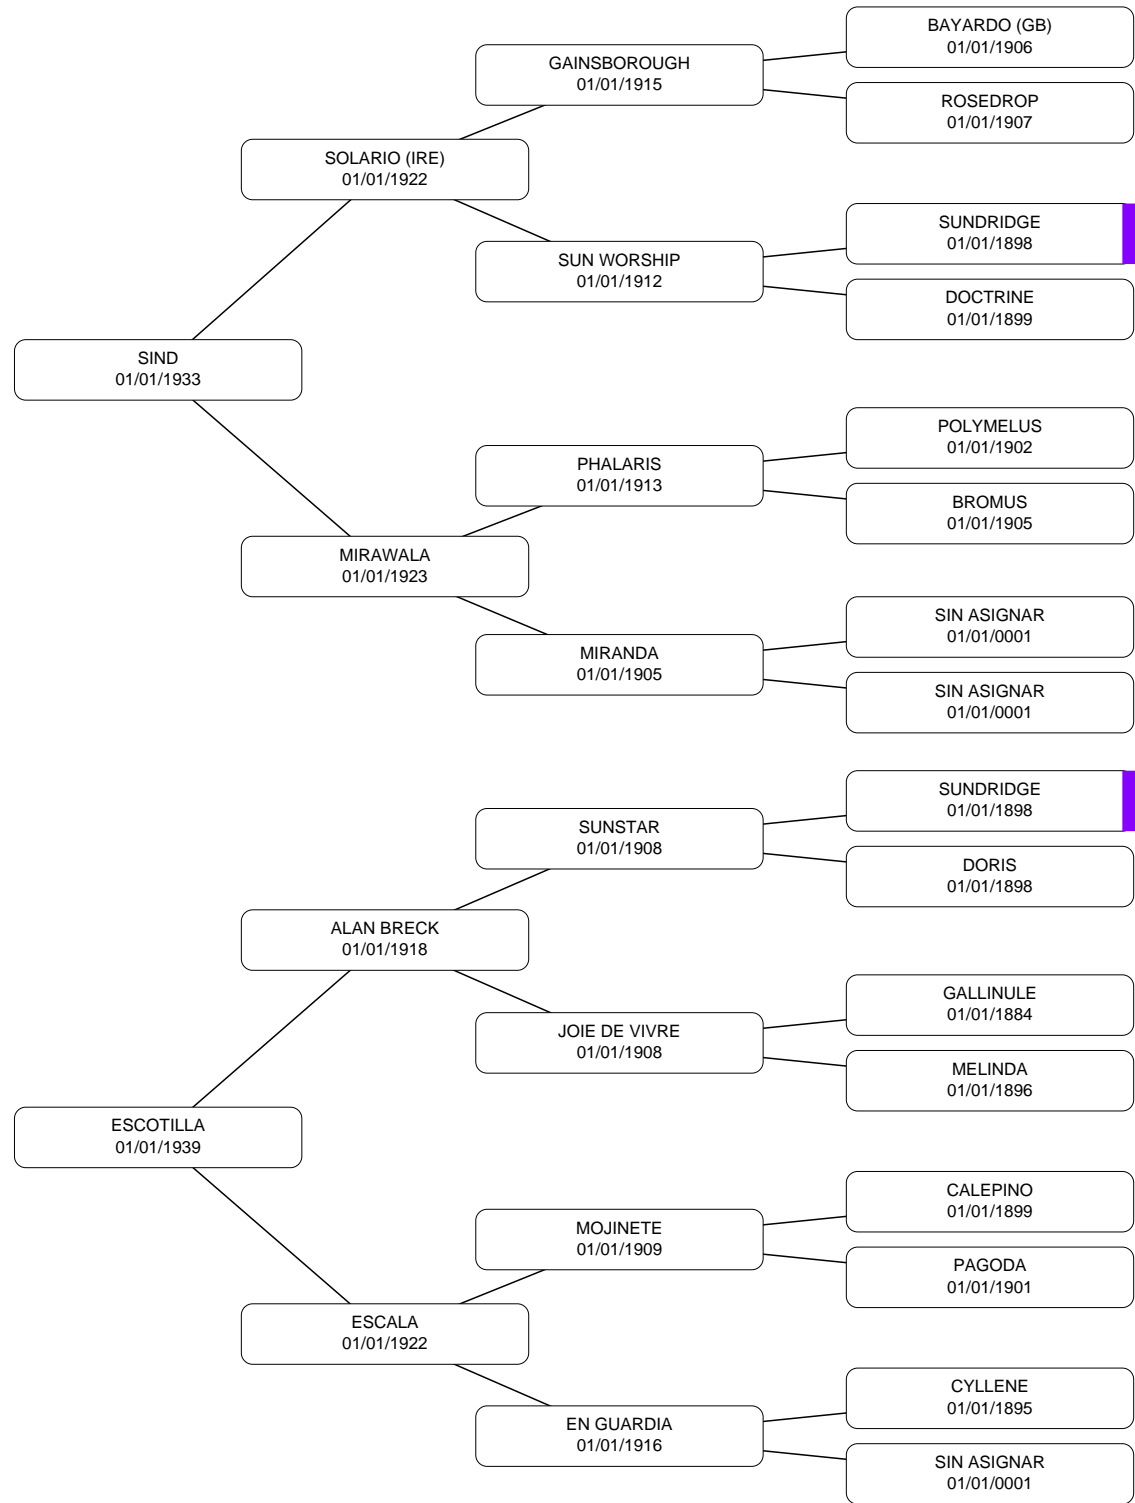 BAYARDO (GB)
01/01/1906
GAINSBOROUGH
01/01/1915
ROSEDROP
01/01/1907
SOLARIO (IRE)
01/01/1922
SUNDRIDGE
01/01/1898
SUN WORSHIP
01/01/1912
DOCTRINE
01/01/1899
SIND
01/01/1933
POLYMELUS
01/01/1902
PHALARIS
01/01/1913
BROMUS
01/01/1905
MIRAWALA
01/01/1923
SIN ASIGNAR
01/01/0001
MIRANDA
01/01/1905
SIN ASIGNAR
01/01/0001
SUNDRIDGE
01/01/1898
SUNSTAR
01/01/1908
DORIS
01/01/1898
ALAN BRECK
01/01/1918
GALLINULE
01/01/1884
JOIE DE VIVRE
01/01/1908
MELINDA
01/01/1896
ESCOTILLA
01/01/1939
CALEPINO
01/01/1899
MOJINETE
01/01/1909
PAGODA
01/01/1901
ESCALA
01/01/1922
CYLLENE
01/01/1895
EN GUARDIA
01/01/1916
SIN ASIGNAR
01/01/0001